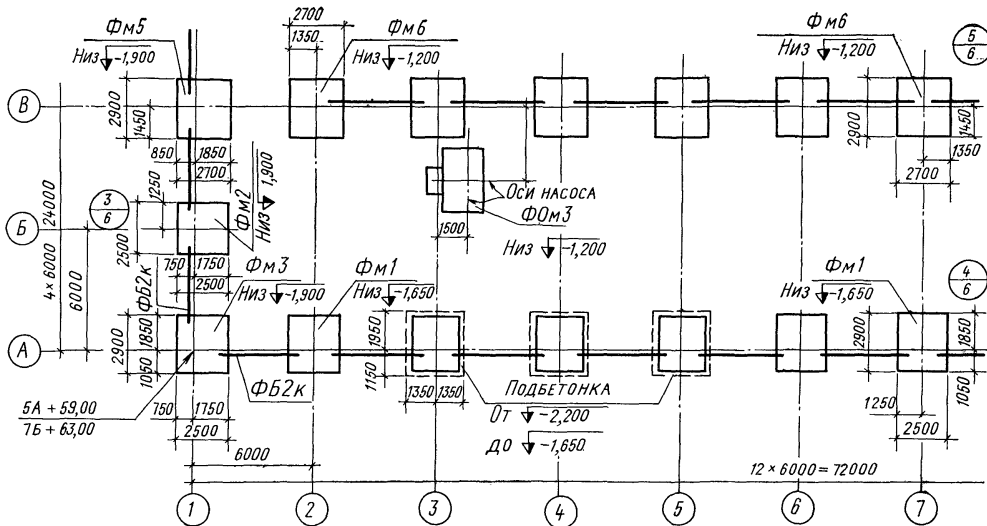 Фм5
Низ -1,900
2700
1350
Фм6
Низ -1,200
Фм6
Низ -1,200
5
6
В
2900
1450
850
1850
2700
1250
Фм2
Низ 1,900
3
6
Б
2500
750
1750
2500
4×6000 24000
6000
ФБ2к
Оси насоса
ФОм3
1500
Низ -1,200
2900
1450
1350
2700
Фм3
Низ -1,900
Фм1
Низ -1,650
Фм1
Низ -1,650
4
6
А
2900
1850
1050
1950
1150
2900
1850
1050
ФБ2к
1350
1350
Подбетонка
От -2,200
до -1,650
5А + 59,00
7Б + 63,00
750
1750
2500
1250
2500
6000
12 × 6000 = 72000
1
2
3
4
5
6
7